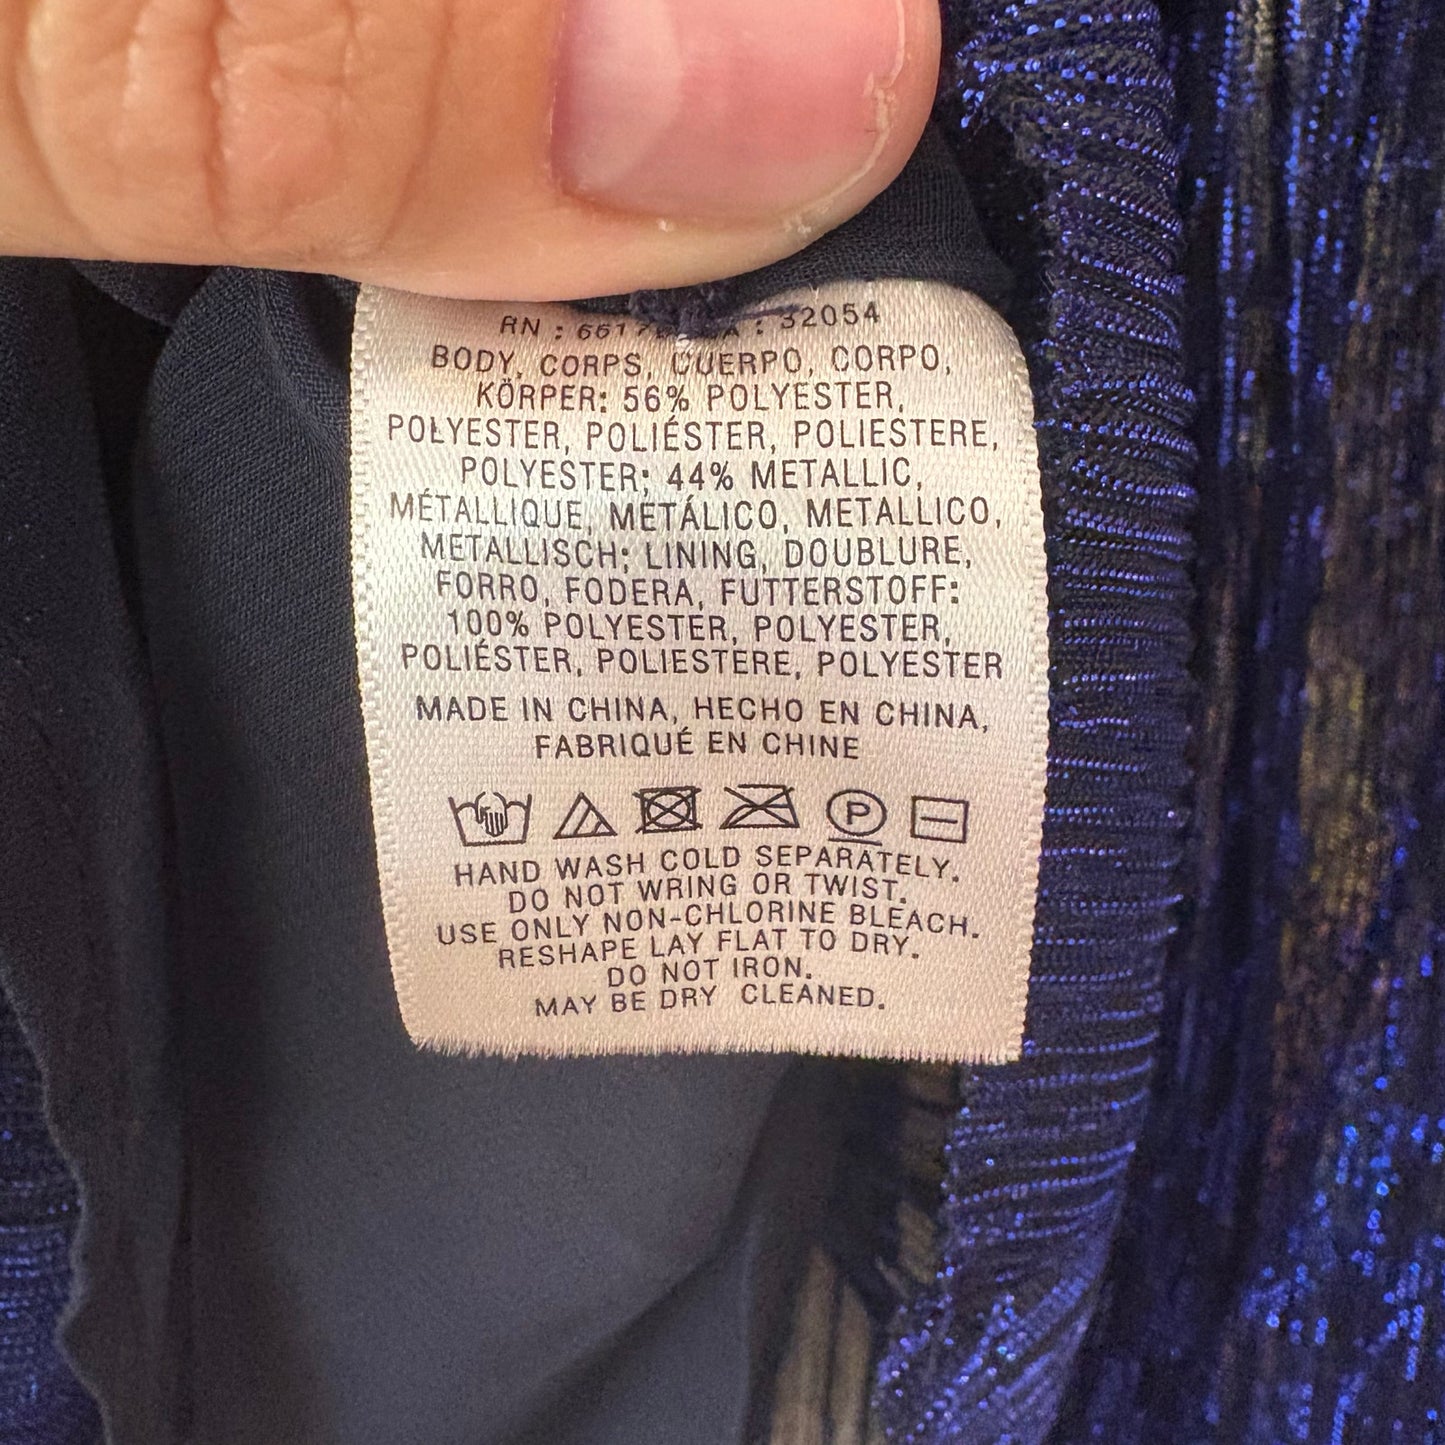 RN : 32054
BODY, CORPS, CUERPO, CORPO,
KÖRPER: 56% POLYESTER,
POLYESTER, POLIÉSTER, POLIESTERE,
POLYESTER; 44% METALLIC,
MÉTALLIQUE, METÁLICO, METALLICO,
METALLISCH; LINING, DOUBLURE,
FORRO, FODERA, FUTTERSTOFF:
100% POLYESTER, POLYESTER,
POLIÉSTER, POLIESTERE, POLYESTER
MADE IN CHINA, HECHO EN CHINA,
FABRIQUÉ EN CHINE
P
HAND WASH COLD SEPARATELY.
DO NOT WRING OR TWIST.
USE ONLY NON-CHLORINE BLEACH.
RESHAPE LAY FLAT TO DRY.
DO NOT IRON.
MAY BE DRY CLEANED.